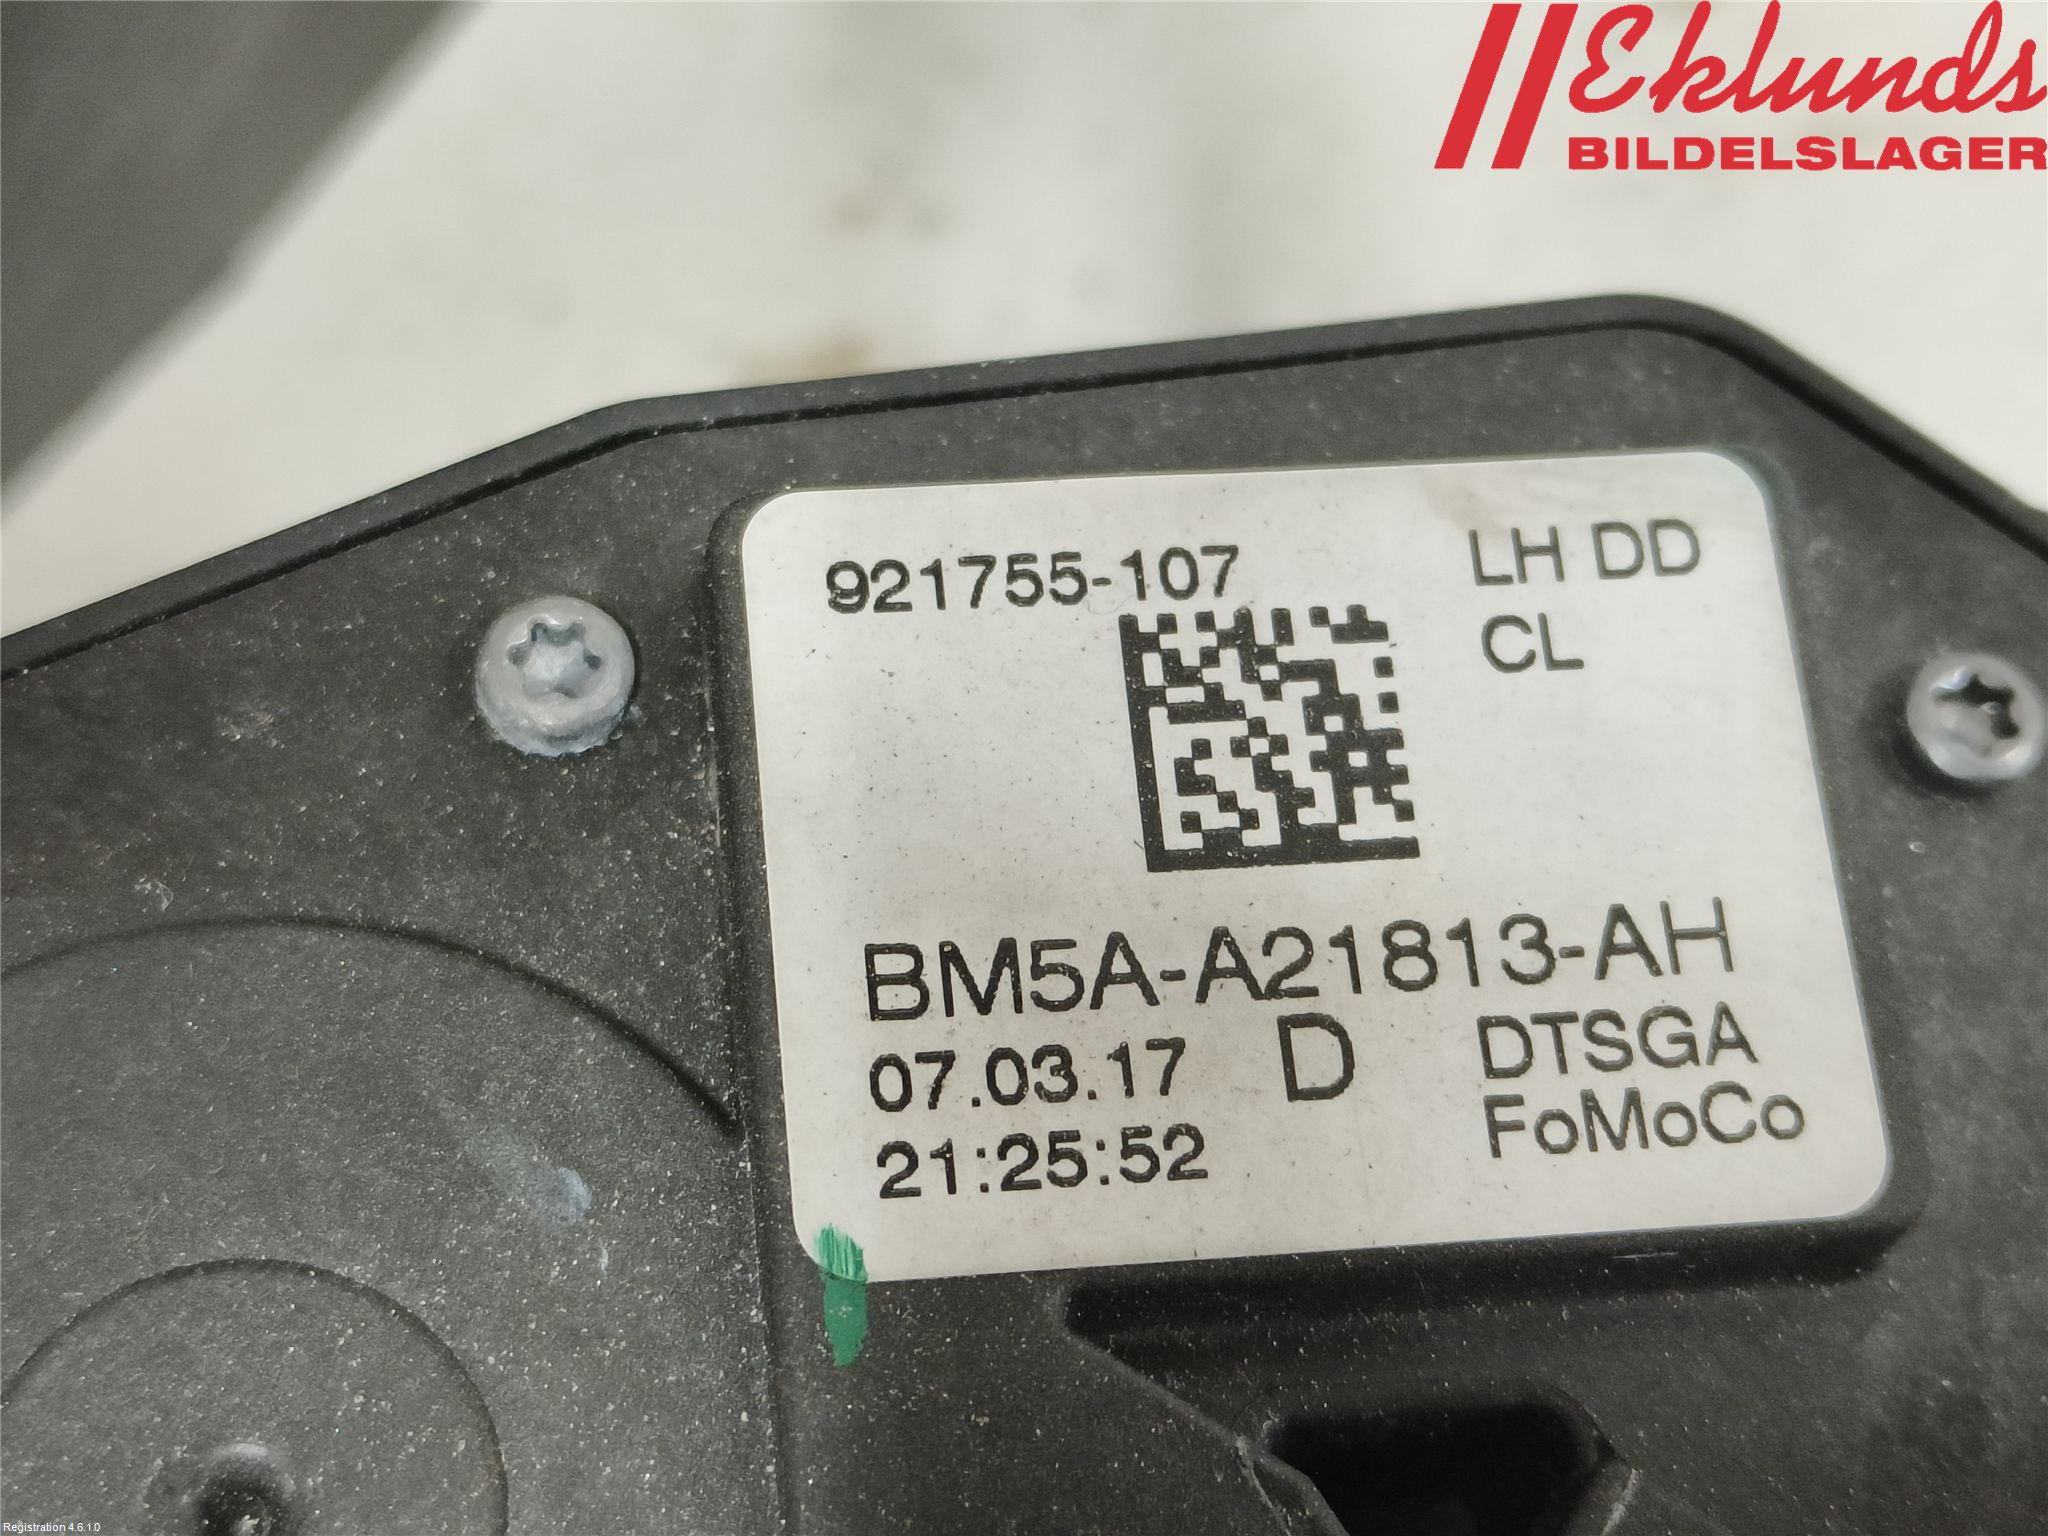 Eklunds
BILDELSLAGER
921755-107
LH DD
CL
BM5A-A21813-AH
07.03.17 D DTSGA
21:25:52 FoMoCo
Registration 4.6.1.0